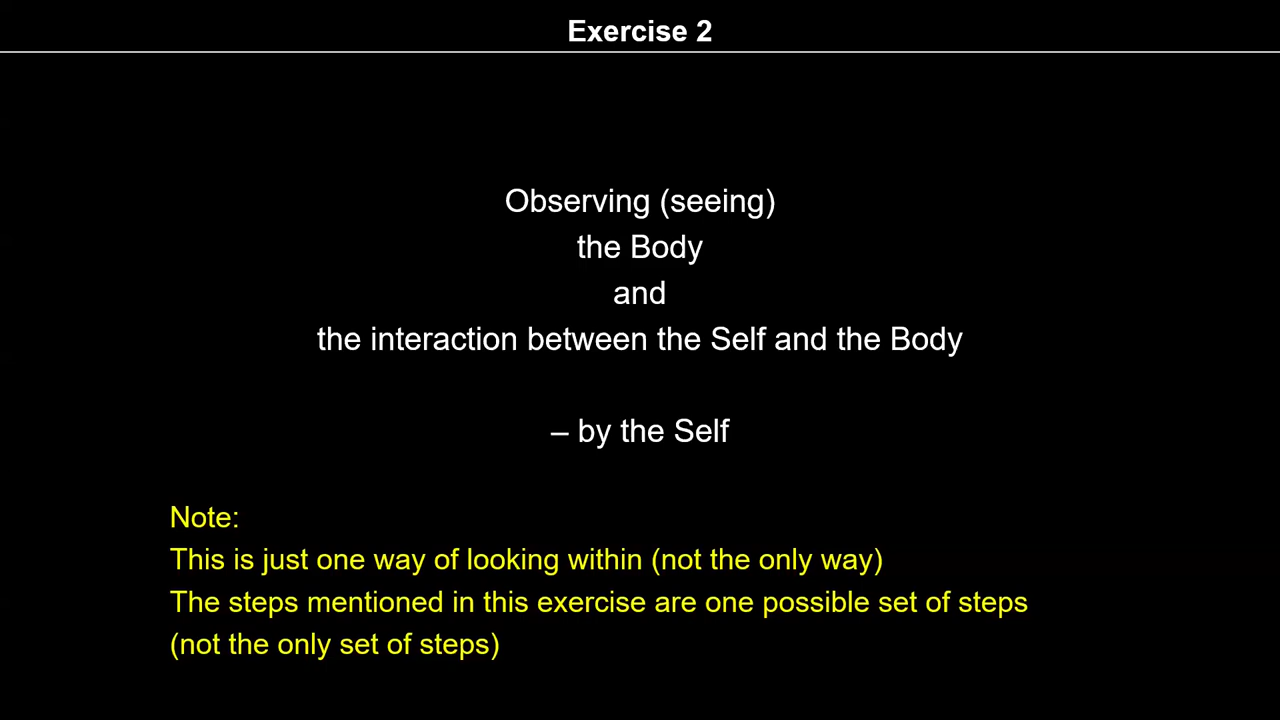 Exercise 2
Observing (seeing)
the Body
and
the interaction between the Self and the Body
– by the Self
Note:
This is just one way of looking within (not the only way)
The steps mentioned in this exercise are one possible set of steps
(not the only set of steps)